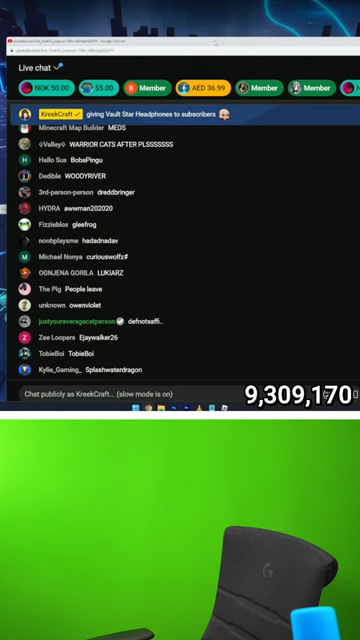 Live chat
NOK 50.00 $5.00 Member AED 36.99 Member Member
KreekCraft giving Vault Star Headphones to subscribers
Minecraft Map Builder MEDS
◊Valley◊ WARRIOR CATS AFTER PLSSSSSSS
Hallo Sus BobaPingu
Dedible WOODYRIVER
3rd-person-person dreddbringer
HYDRA awwman202020
Fizzieblox gleefrog
noobplaysme hadadnadav
Michael Nonya curiouswolfz#
OGNJENA GORILA LUKIARZ
The Pig People leave
unknown owenviolet
justyouraveragecatperson defnotsaffi..
Zee Loopers Ejaywalker26
TobieBoi TobieBoi
Kylie_Gaming_ Splashwaterdragon
Chat publicly as KreekCraft (slow mode is on)
9,309,170